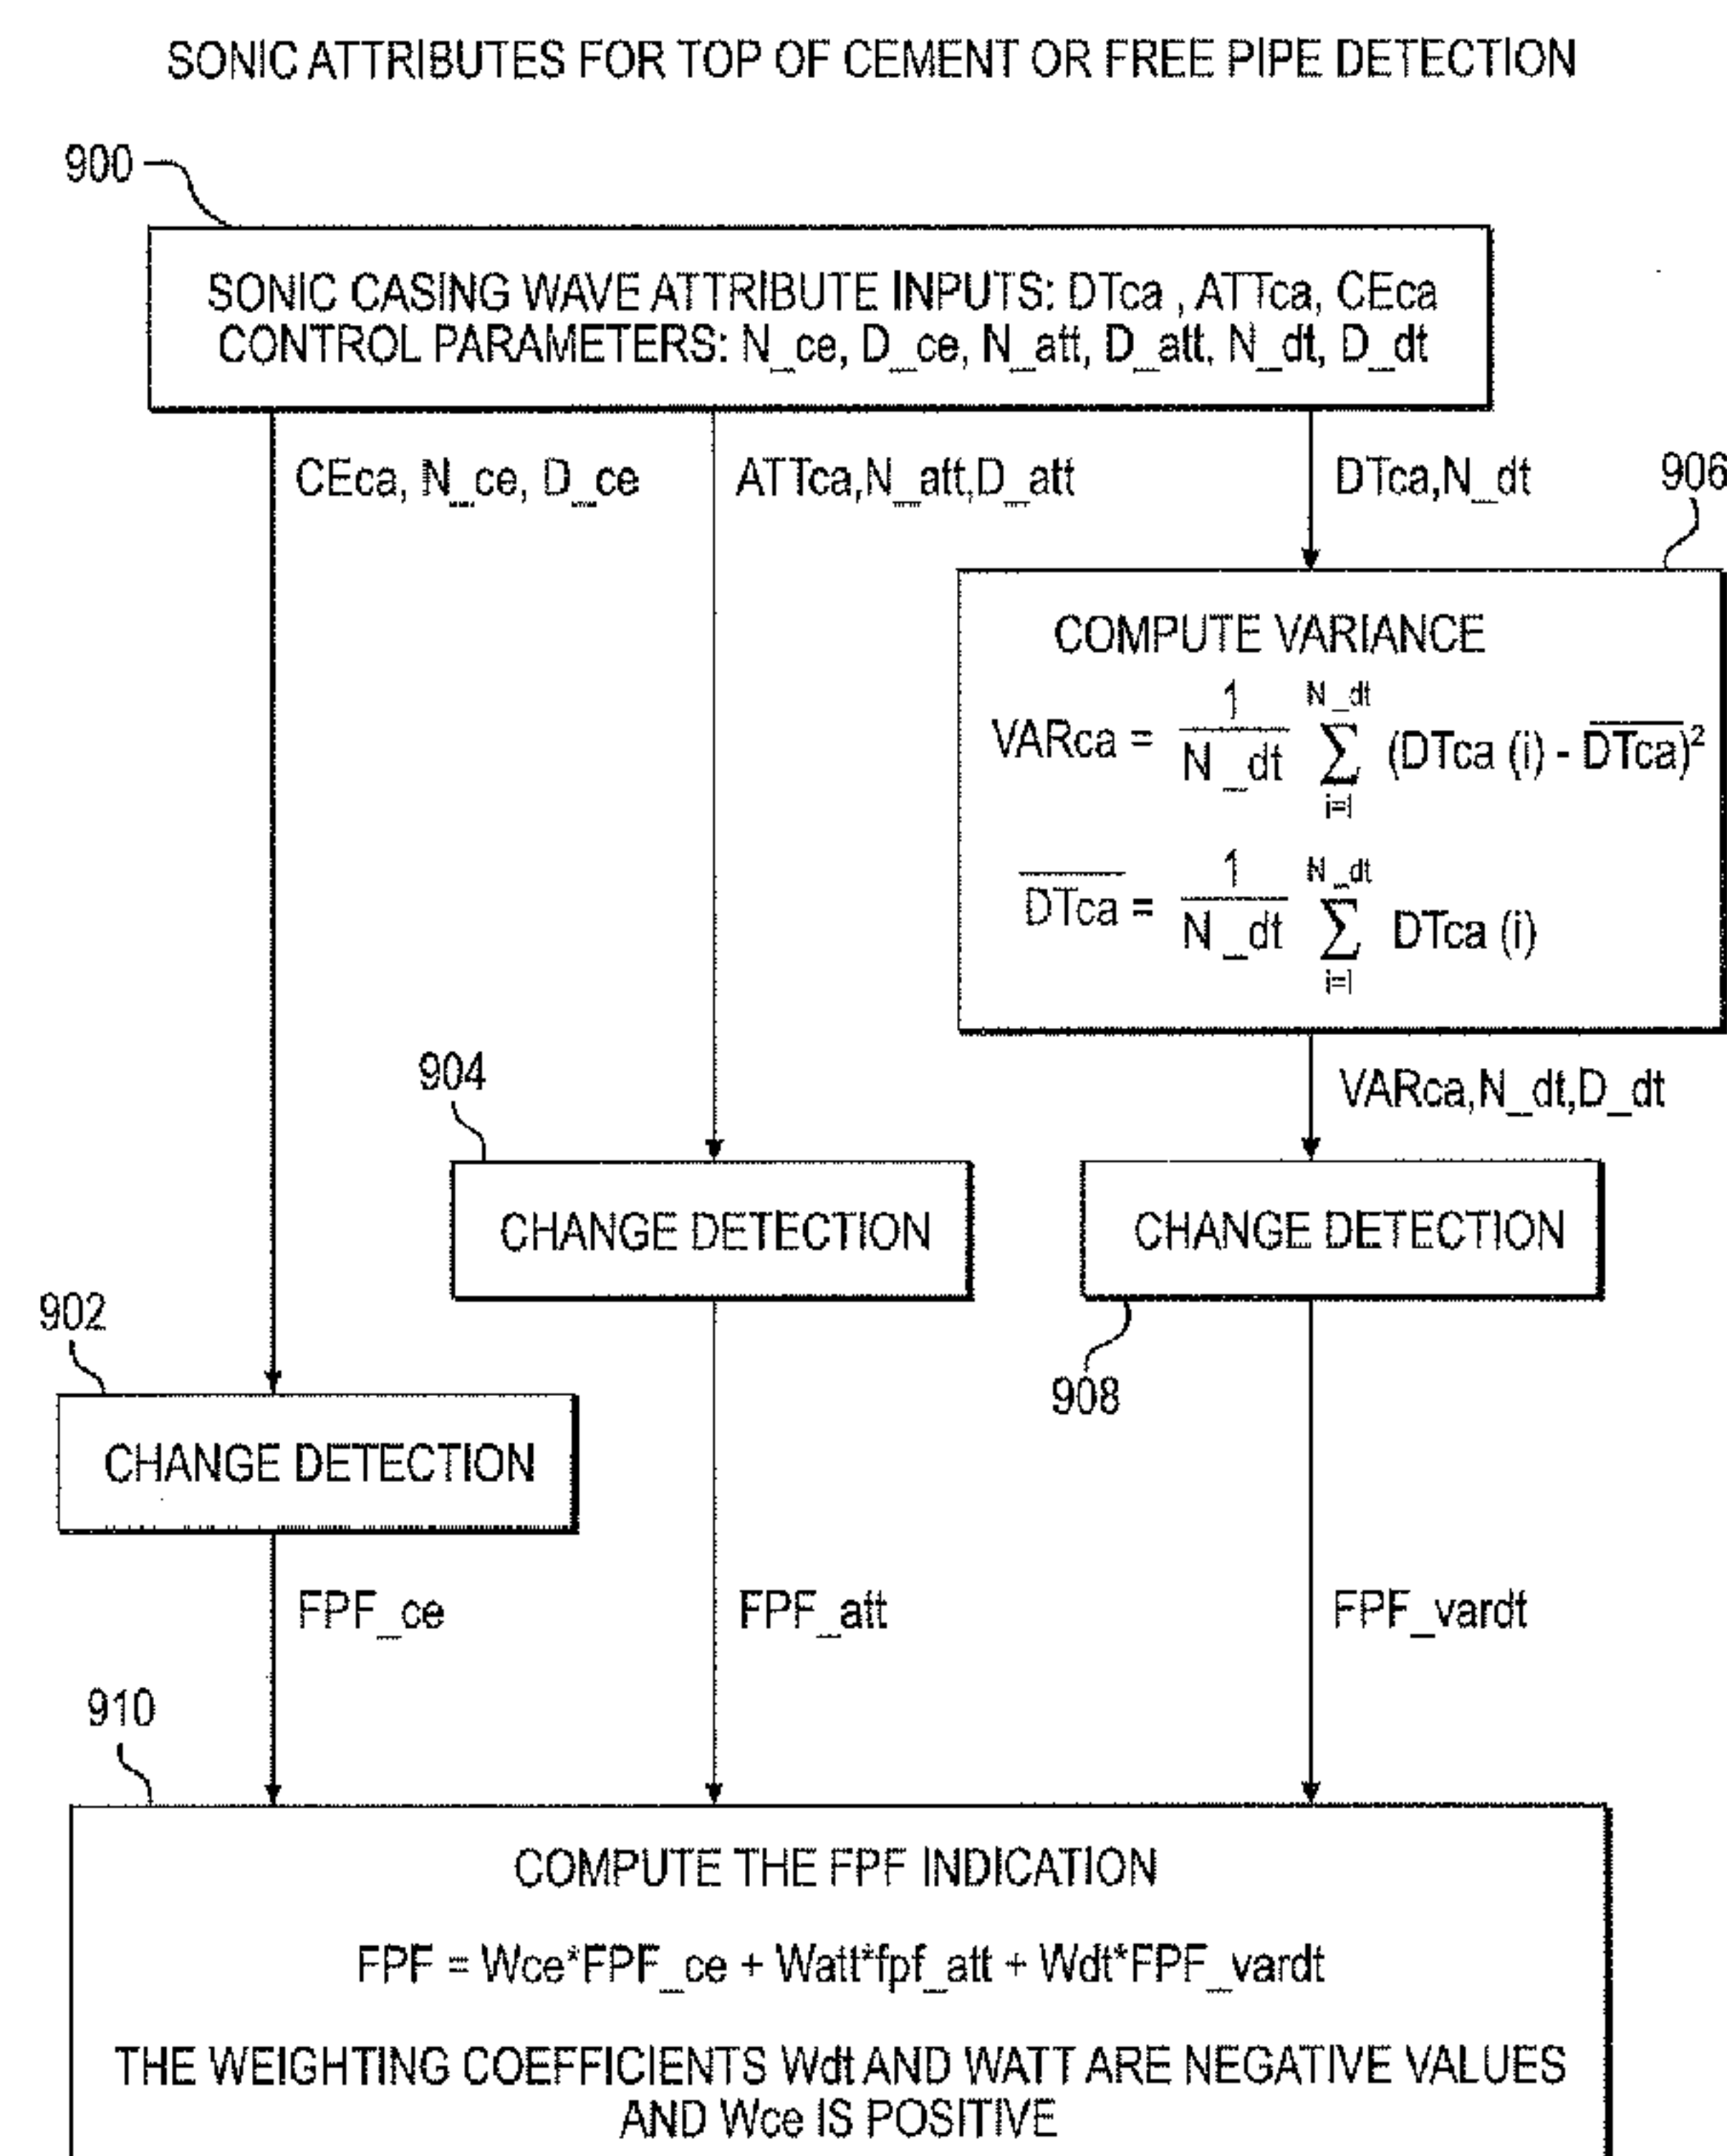 SONIC ATTRIBUTES FOR TOP OF CEMENT OR FREE PIPE DETECTION
900
SONIC CASING WAVE ATTRIBUTE INPUTS: DTca , ATTca, CEca
CONTROL PARAMETERS: N_ce, D_ce, N_att, D_att, N_dt, D_dt
CEca, N_ce, D_ce
ATTca,N_att,D_att
DTca,N_dt
906
COMPUTE VARIANCE
VARca = 1/N_dt N_dt∑i=1 (DTca (i) - D̅T̅c̅a̅)²
D̅T̅c̅a̅ = 1/N_dt N_dt∑i=1 DTca (i)
VARca,N_dt,D_dt
904
CHANGE DETECTION
CHANGE DETECTION
908
902
CHANGE DETECTION
FPF_ce
FPF_att
FPF_vardt
910
COMPUTE THE FPF INDICATION
FPF = Wce*FPF_ce + Watt*fpf_att + Wdt*FPF_vardt
THE WEIGHTING COEFFICIENTS Wdt AND WATT ARE NEGATIVE VALUES
AND Wce IS POSITIVE